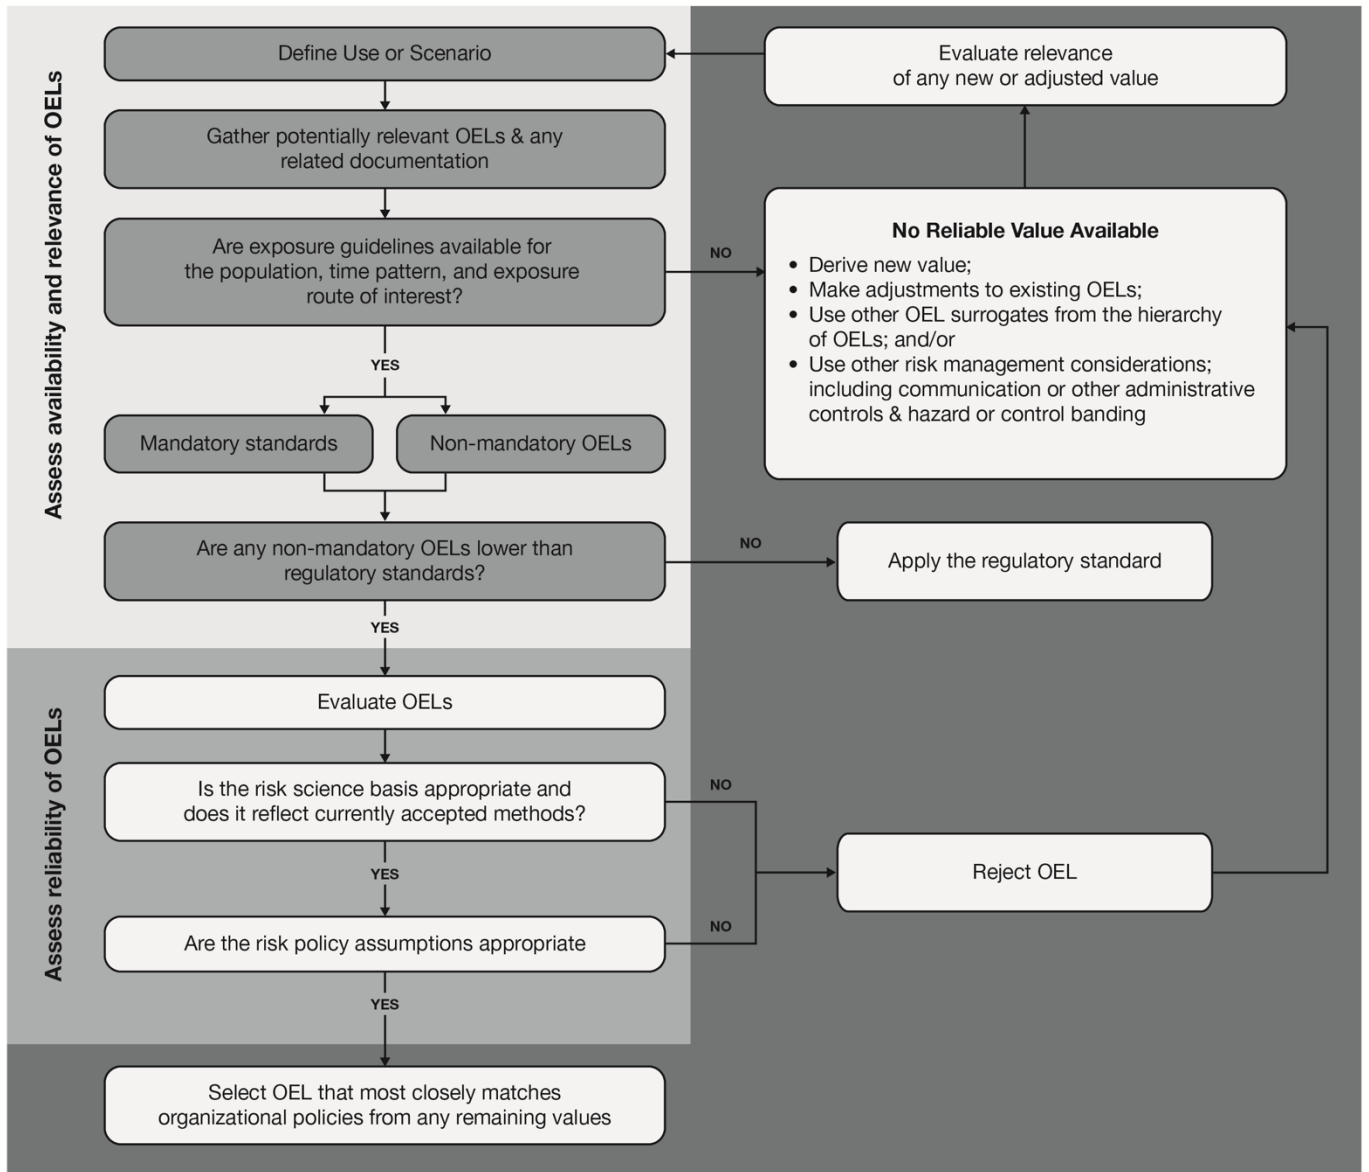 Assess availability and relevance of OELs
Define Use or Scenario
Gather potentially relevant OELs & any
related documentation
Are exposure guidelines available for
the population, time pattern, and exposure
route of interest?
NO
YES
Mandatory standards
Non-mandatory OELs
Are any non-mandatory OELs lower than
regulatory standards?
NO
YES
Evaluate relevance
of any new or adjusted value
No Reliable Value Available
• Derive new value;
• Make adjustments to existing OELs;
• Use other OEL surrogates from the hierarchy
of OELs; and/or
• Use other risk management considerations;
including communication or other administrative
controls & hazard or control banding
Apply the regulatory standard
Assess reliability of OELs
Evaluate OELs
Is the risk science basis appropriate and
does it reflect currently accepted methods?
NO
YES
Are the risk policy assumptions appropriate
NO
YES
Reject OEL
Select OEL that most closely matches
organizational policies from any remaining values